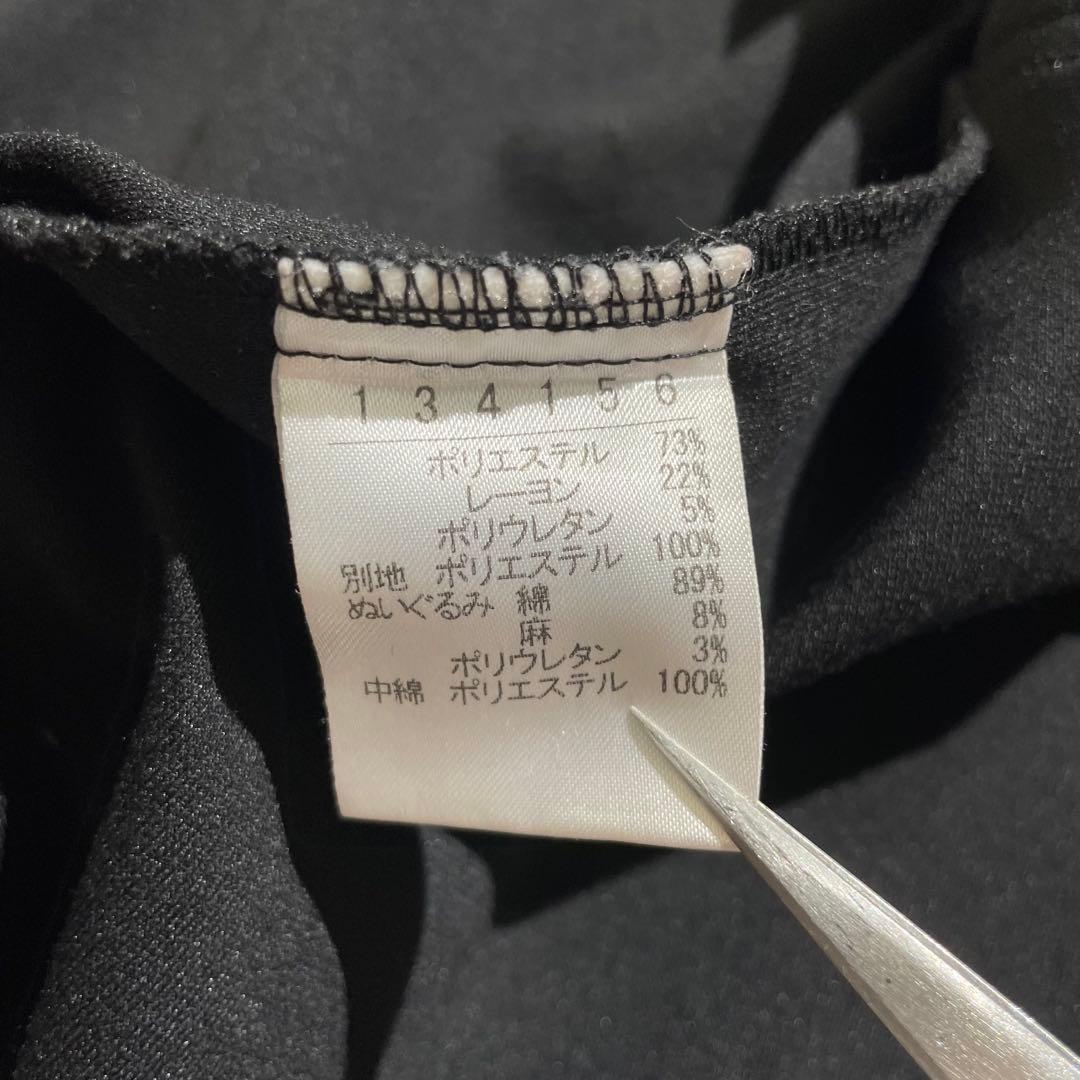 1 3 4 1 5 6
ポリエステル 73%
レーヨン 22%
ポリウレタン 5%
別地 ポリエステル 100%
ぬいぐるみ 綿 89%
麻 8%
ポリウレタン 3%
中綿 ポリエステル 100%